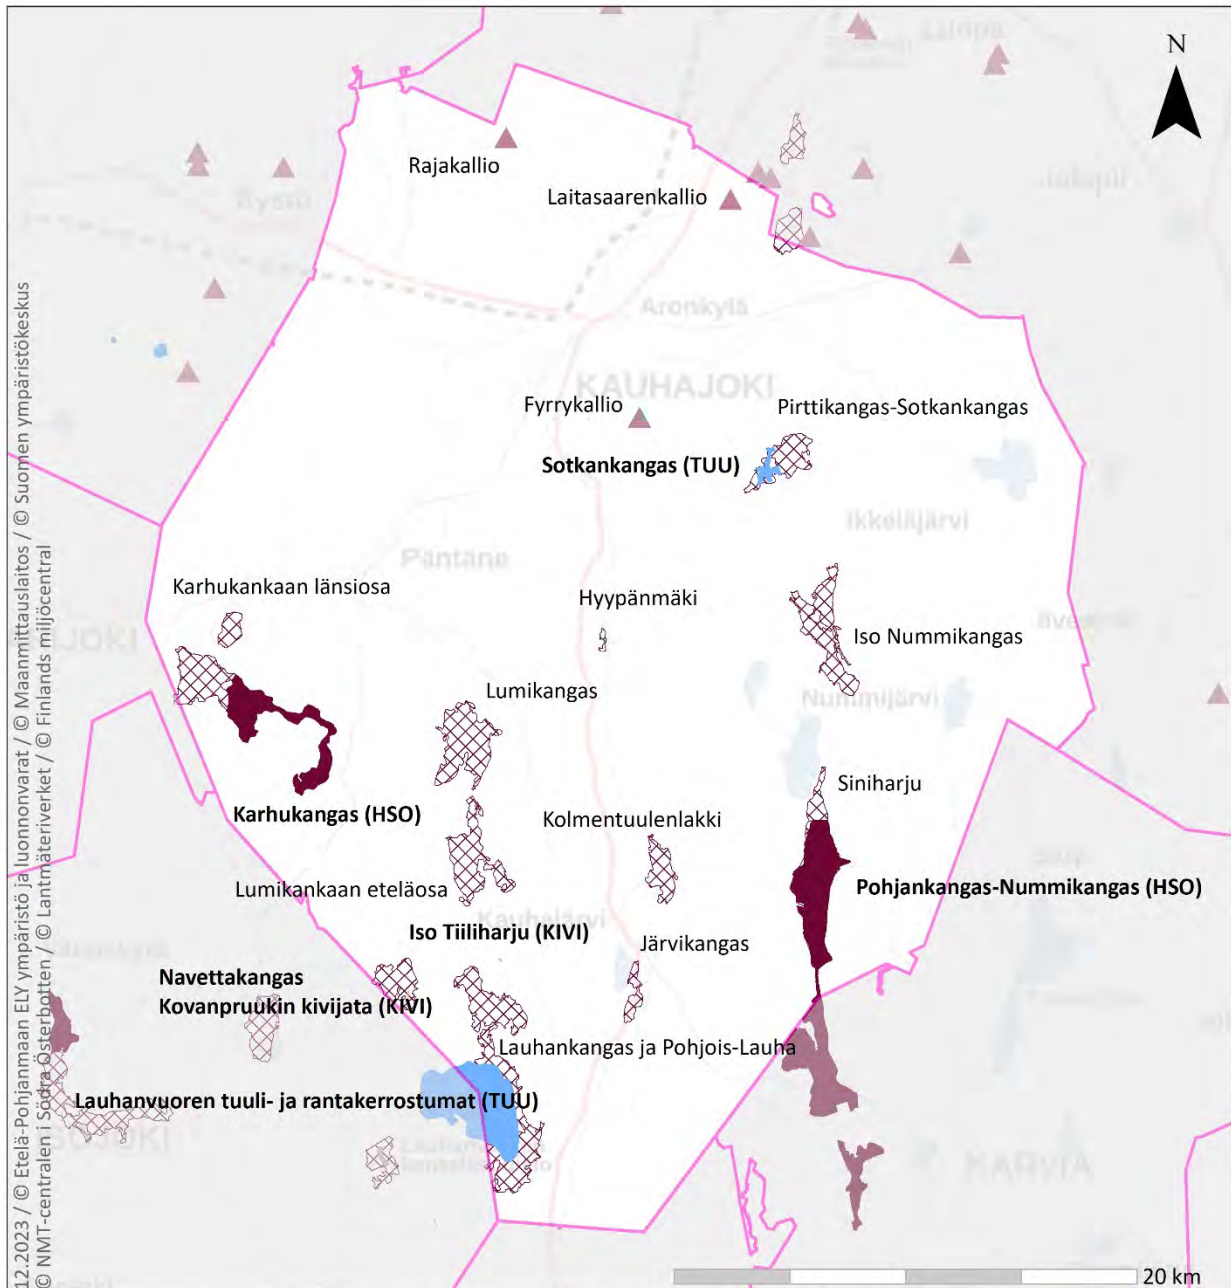 N
Rajakallio
Laitasaarenkallio
Aronkylä
KAUHAJOKI
Fyrrykallio
Pirttikangas-Sotkankangas
Sotkankangas (TUU)
Ikkeläjärvi
Päntäne
Karhukankaan länsiosa
Hyypänmäki
Iso Nummikangas
Lumikangas
Nummijärvi
Siniharju
Karhukangas (HSO)
Kolmentuulenlakki
Lumikankaan eteläosa
Pohjankangas-Nummikangas (HSO)
Kauhajärvi
Iso Tiiliharju (KIVI)
Järvikangas
Navettakangas
Kovanpruukin kivijata (KIVI)
Lauhankangas ja Pohjois-Lauha
Lauhanvuoren tuuli- ja rantakerrostumat (TUU)
KARVIA
20 km
12.2023 / © Etelä-Pohjanmaan ELY ympäristö ja luonnonvarat / © Maanmittauslaitos / © Suomen ympäristökeskus
© NMT-centralen i Södra Österbotten / © Lantmäteriverket / © Finlands miljöcentral